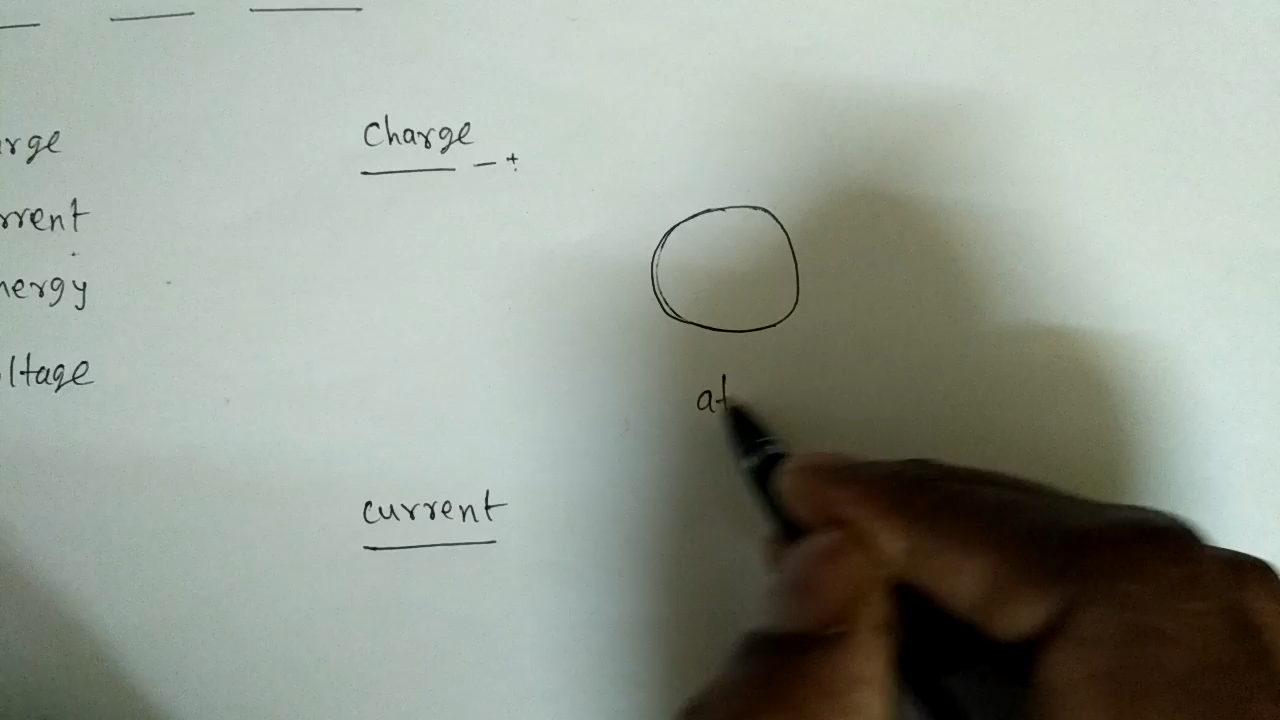 rge
rrent
nergy
ltage
Charge - +
current
at